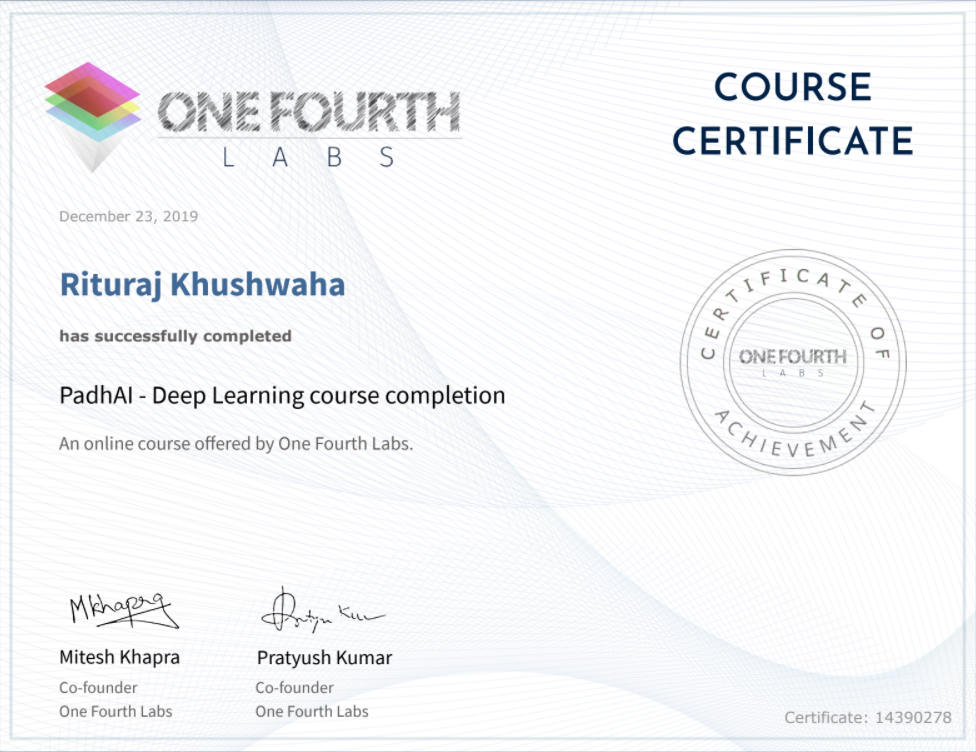 ONE FOURTH
LABS
COURSE
CERTIFICATE
December 23, 2019
Rituraj Khushwaha
has successfully completed
PadhAI - Deep Learning course completion
An online course offered by One Fourth Labs.
CERTIFICATE OF
ONE FOURTH
LABS
ACHIEVEMENT
MKhapra
Pratyush Kumar
Mitesh Khapra
Pratyush Kumar
Co-founder
Co-founder
One Fourth Labs
One Fourth Labs
Certificate: 14390278